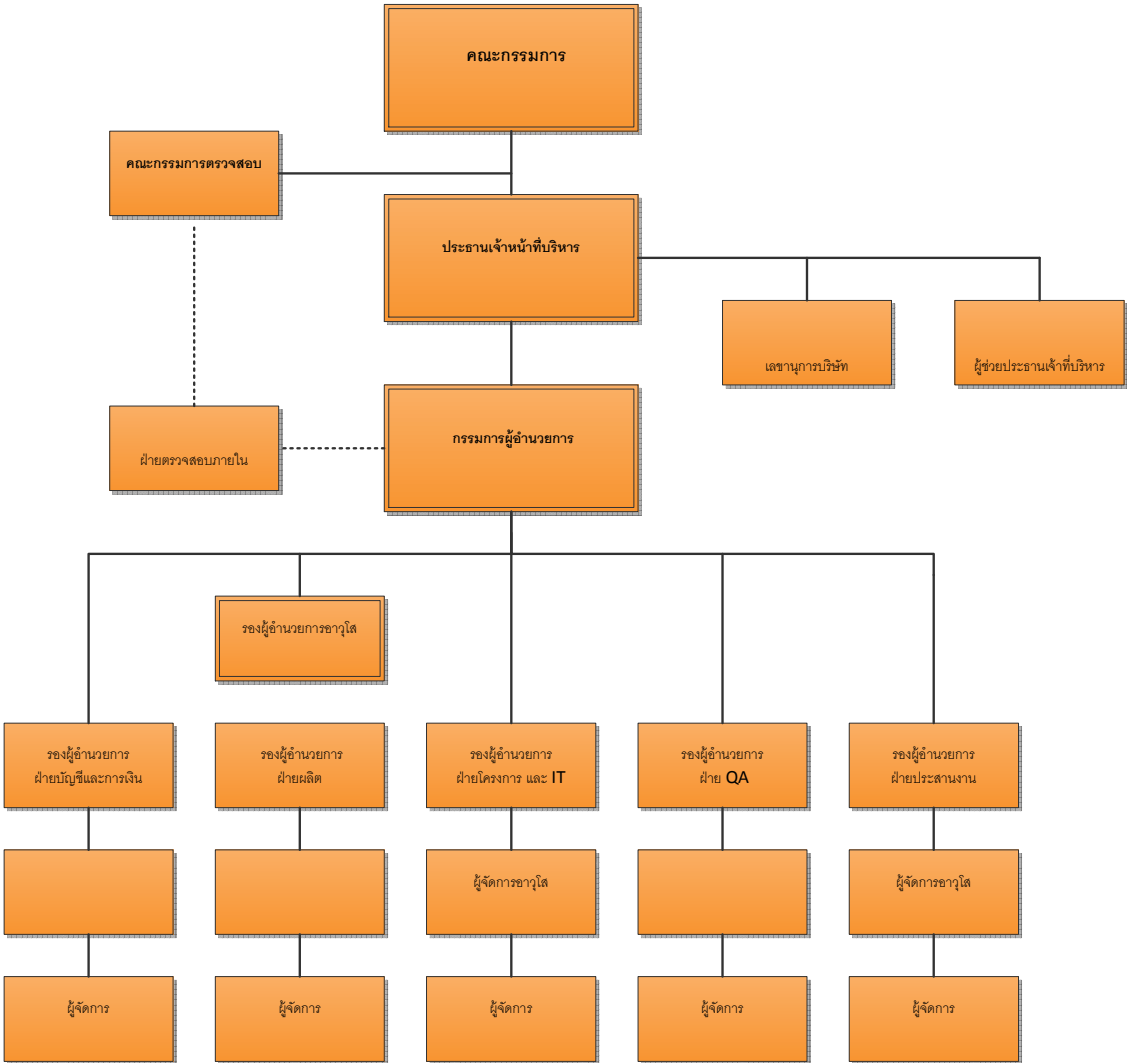 คณะกรรมการ
คณะกรรมการตรวจสอบ
ประธานเจ้าหน้าที่บริหาร
เลขานุการบริษัท
ผู้ช่วยประธานเจ้าที่บริหาร
กรรมการผู้อำนวยการ
ฝ่ายตรวจสอบภายใน
รองผู้อำนวยการอาวุโส
รองผู้อำนวยการ
ฝ่ายบัญชีและการเงิน
รองผู้อำนวยการ
ฝ่ายผลิต
รองผู้อำนวยการ
ฝ่ายโครงการ และ IT
รองผู้อำนวยการ
ฝ่าย QA
รองผู้อำนวยการ
ฝ่ายประสานงาน
ผู้จัดการอาวุโส
ผู้จัดการอาวุโส
ผู้จัดการ
ผู้จัดการ
ผู้จัดการ
ผู้จัดการ
ผู้จัดการ